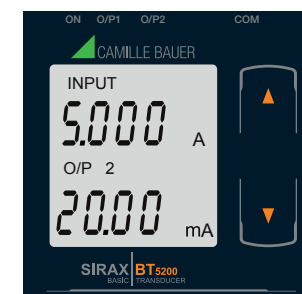 ON O/P1 O/P2 COM
CAMILLE BAUER
INPUT
5.000 A
O/P 2
20.00 mA
SIRAX BT5200
BASIC TRANSDUCER